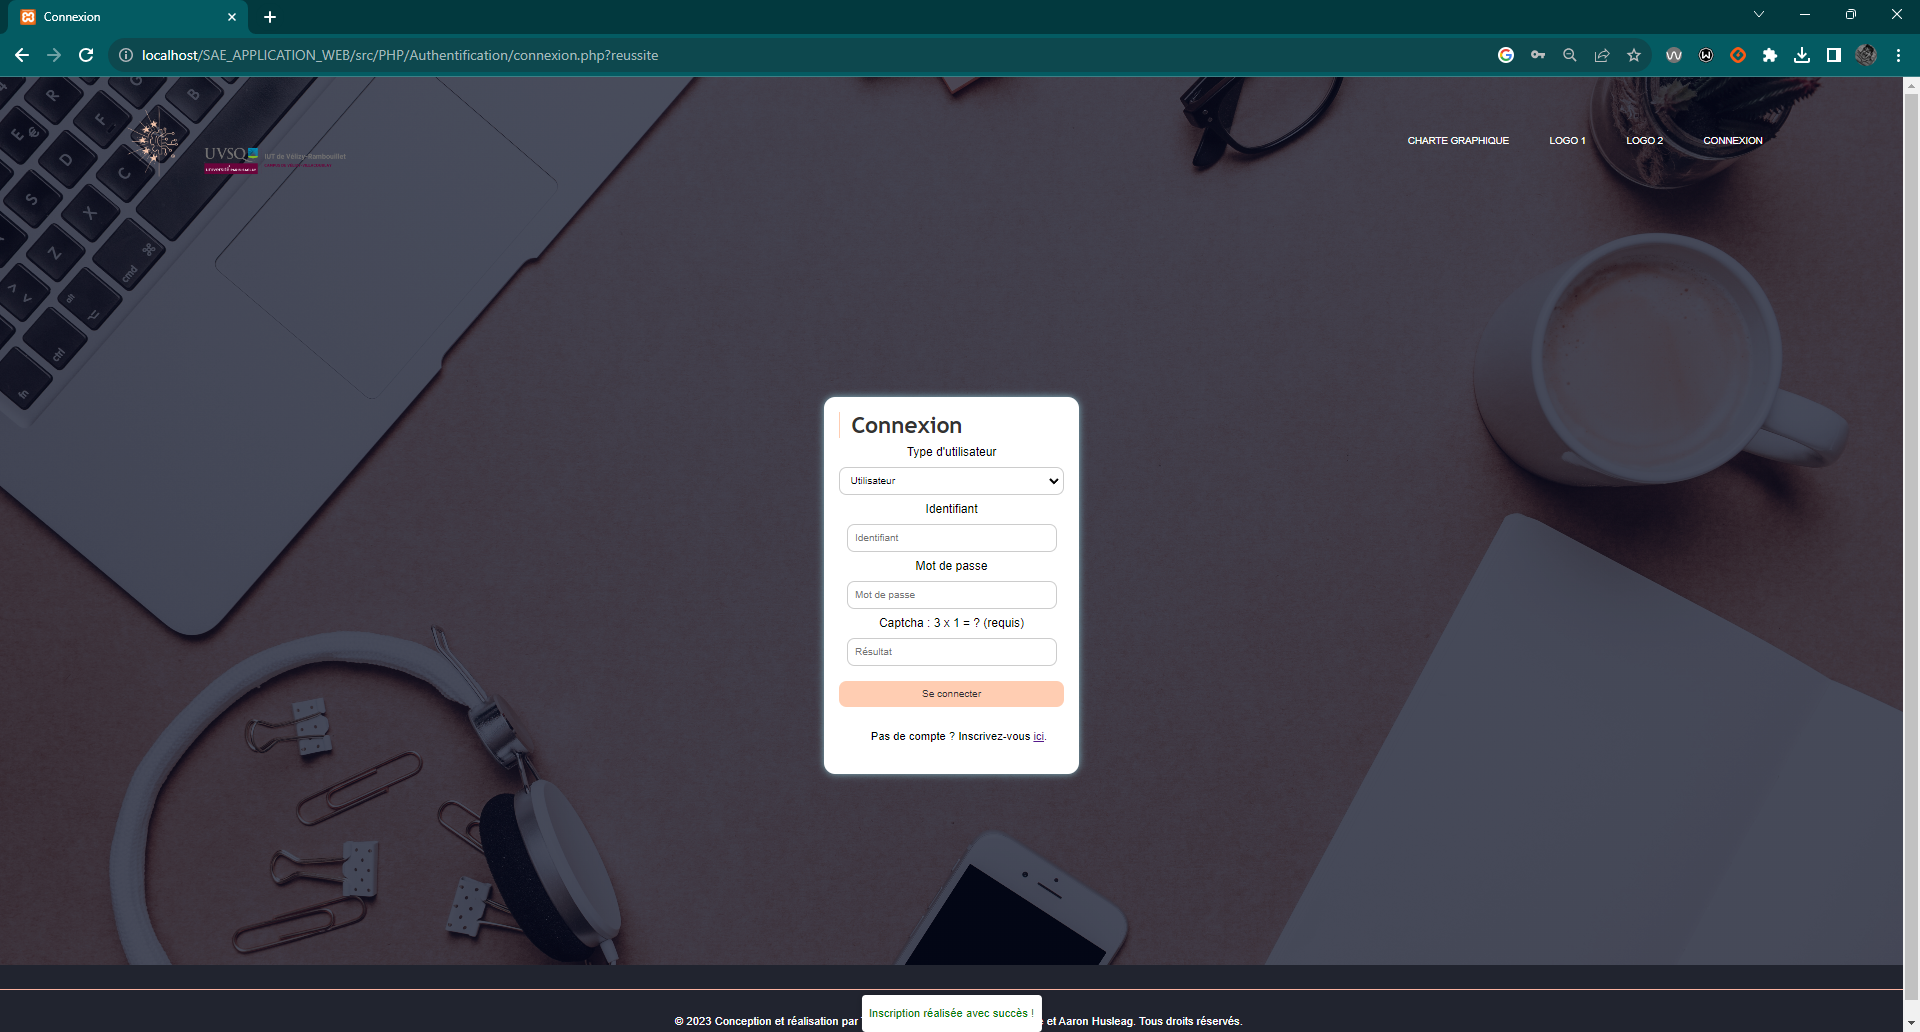 Connexion
localhost/SAE_APPLICATION_WEB/src/PHP/Authentification/connexion.php?reussite
UVSQ
IUT de Vélizy-Rambouillet
UNIVERSITÉ PARIS-SACLAY
CHARTE GRAPHIQUE
LOGO 1
LOGO 2
CONNEXION
Connexion
Type d'utilisateur
Utilisateur
Identifiant
Identifiant
Mot de passe
Mot de passe
Captcha : 3 x 1 = ? (requis)
Résultat
Se connecter
Pas de compte ? Inscrivez-vous ici.
© 2023 Conception et réalisation par
Inscription réalisée avec succès !
et Aaron Husleag. Tous droits réservés.